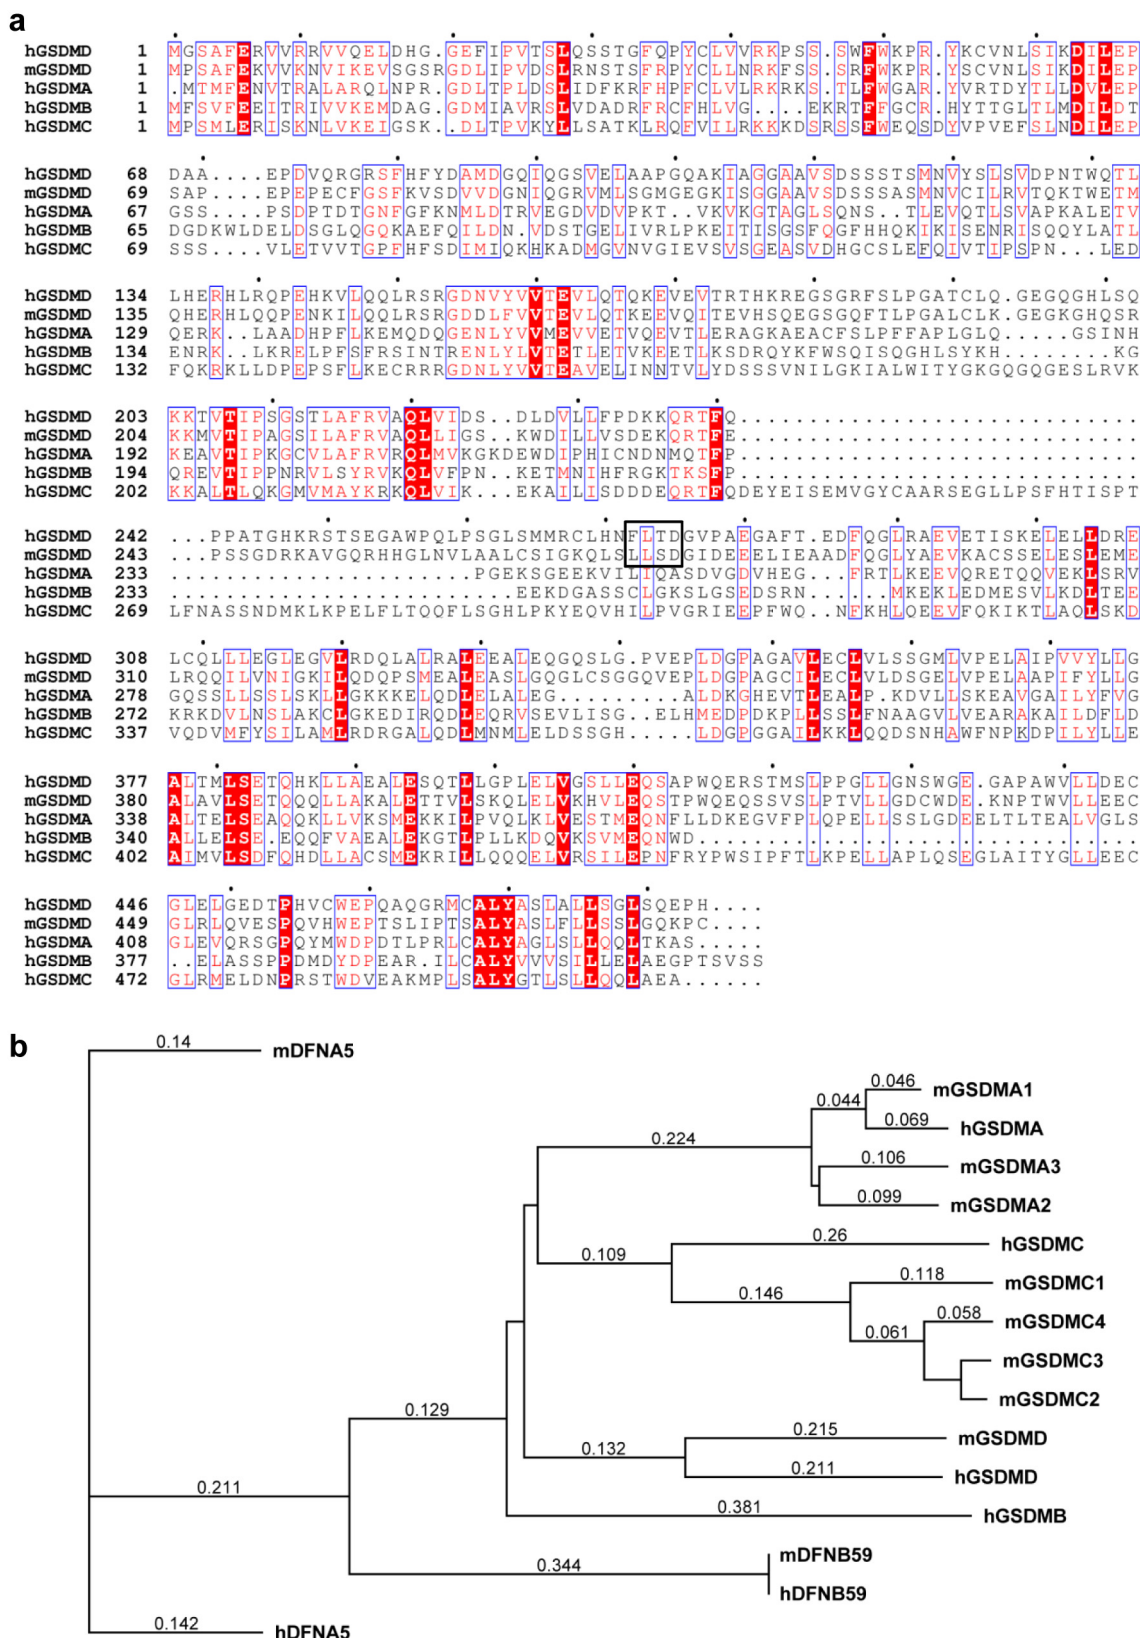 a
hGSDMD 1 MGSAFERVVRRVVQELDHG.GEFIPVTSLQSSTGFQPYCLVVRKPSS.SWFWKPR.YKCVNLSIKDILEP
mGSDMD 1 MPSAFEKVVKNVIKEVSGSRGDLIPVDSLRNSTSFRPYCLLNRKFSS.SRFWKPR.YSCVNLSIKDILEP
hGSDMA 1 .MTMFENVTRALARQLNPR.GDLTPLDSLIDFKRFHPFCLVLRKRKS.TLFWGAR.YVRTDYTLLDVLEP
hGSDMB 1 MFSVFEEITRIVVKEMDAG.GDMIAVRSLVDADRFRCFHLVG...EKRTFFGCR.HYTTGLTLMDVLDT
hGSDMC 1 MPSMLERISKNLVKEIGSK..DLTPVKYLLSATKLRQFVILRKKKDSRSSFWEQSDYVPVEFSLNDILEP
hGSDMD 68 DAA....EPDVQRGRSFHFYDAMDGQIQGSVELAAPGQAKIAGGAAVSDSSSTSMNVYSLSVDPNTWQTL
mGSDMD 69 SAP....EPEPECFGSFKVSDVVDGNIQGRVMLSGMGEGKISGGAAVSDSSSASMNVCILRVTQKTWETM
hGSDMA 67 GSS....PSDPTDTGNFGFKNMLDTRVEGDVDVPKT..VKVKGTAGLSQNS..TLEVQTLSVAPKALETV
hGSDMB 65 DGDKWLDELDSGLQGQKAEFQILDN.VDSTGELIVRLPKEITISGSFQGFHHQKIKISENRISQQYLATL
hGSDMC 69 SSS....VLETVVTGPFHFSDIMIQKHKADMGVNVGIEVSVSGEASVDHGCSLEFQIVTIPSPN...LED
hGSDMD 134 LHERHLRQPEHKVLQQLRSRGDNVYVVTEVLQTQKEVEVTRTHKREGSGRFSLPGATCLQ.GEGQGHLSQ
mGSDMD 135 QHERHLQQPENKILQQLRSRGDDLFVVTEVLQTKEEVQITEVHSQEGSGQFTLPGALCLK.GEGKGHQSR
hGSDMA 129 QERK..LAADHPFLKEMQDQGENLYVVMEVVETVQEVTLERAGKAEACFSLPFFAPLGLQ......GSINH
hGSDMB 134 ENRK..LKRELPFSFRSINTRENLYLVTETLETVKEETLKSDRQYKFWSQISQGHLSYKH.........KG
hGSDMC 132 FQKRKLLDPEPSFLKECRRRGDNLYVVTEAVELINNTVLYDSSSVNILGKIALWITYGKGQGQGESLRVK
hGSDMD 203 KKTVTIPSGSTLAFRVAQLVIDS..DLDVLLFPDKKQRTFQ..............................
mGSDMD 204 KKMVTIPAGSILAFRVAQLLIGS..KWDILLVSDEKQRTFE..............................
hGSDMA 192 KEAVTIPKGCVLAFRVRQLMVKGKDEWDIPHICNDNMQTFP..............................
hGSDMB 194 QREVTIPPNRVLSYRVKQLVFPN..KETMNIHFRGKTKSFP..............................
hGSDMC 202 KKALTLQKGMVMAYKRKQLVIK...EKAILISDDDEQRTFQDEYEISEMVGYCAARSEGLLPSFHTISPT
hGSDMD 242 ...PPATGHKRSTSEGAWPQLPSGLSMMRCLHNFLTDGVPAEGAFT.EDFQGLRAEVETISKELELLDRE
mGSDMD 243 ...PSSGDRKAVGQRHHGLNVLAALCSIGKQLSLLSDGIDEEELIEAADFQGLYAEVKACSSELESLEME
hGSDMA 233 ......................PGEKSGEEKVILIQASDVGDVHEG...FRTLKEEVQRETQQVEKLSRV
hGSDMB 233 .........................EEKDGASSCLGKSLGSEDSRN......MKEKLEDMESVLKDLTEE
hGSDMC 269 LFNASSNDMKLKPELFLTQQFLSGHLPKYEQVHILPVGRIEEPFWQ..NFKHLQEEVFQKIKTLAQLSKD
hGSDMD 308 LCQLLLEGLEGVLRDQLALRALEEALEQGQSLG.PVEPLDGPAGAVLECLVLSSGMLVPELAIPVVYLLG
mGSDMD 310 LRQQILVNIGKILQDQPSMEALEASLGQGLCSGGQVEPLDGPAGCILECLVLDSGELVPELAAPIFYLLG
hGSDMA 278 GQSSLLSSLSKLLGKKKELQDLELALEG.........ALDKGHEVTLEALP.KDVLLSKEAVGAILYFVG
hGSDMB 272 KRKDVLNSLAKCLGKEDIRQDLEQRVSEVLISG..ELHMEDPDKPLLSSLFNAAGVLVEARAKAILDFLD
hGSDMC 337 VQDVMFYSILAMLRDRGALQDLMNMLELDSSGH....LDGPGGAILKKLQQDSNHAWFNPKDPILYLLE
hGSDMD 377 ALTMLSETQHKLLAEALESQTLLGPLELVGSLLEQSAPWQERSTMSLPPGLLGNSWGE.GAPAWVLLDEC
mGSDMD 380 ALAVLSETQQQLLAKALETTVLSKQLELVKHVLEQSTPWQEQSSVSLPTVLLGDCWDE.KNPTWVLLEEC
hGSDMA 338 ALTELSEAQQKLLVKSMEKKILPVQLKLVESTMEQNFLLDKEGVFPLQPELLSSLGDEELTLTEALVGLS
hGSDMB 340 ALLELSE.EQQFVAEALEKGTLPLLKDQVKSVMEQNWD................................
hGSDMC 402 AIMVLSDFQHDLLACSMEKRILLQQQELVRSILEPNFRYPWSIPFTLKPELLAPLQSEGLAITYGLLEEC
hGSDMD 446 GLELGEDTPHVCWEPQAQGRMCALYASLALLSGLSQEPH....
mGSDMD 449 GLRLQVESPQVHWEPTSLIPTSALYASLFLLSSLGQKPC....
hGSDMA 408 GLEVQRSGPQYMWDPDTLPRLCALYAGLSLLQQLTKAS.....
hGSDMB 377 ..ELASSPPDMDYDPEAR.ILCALYVVVSILLELAEGPTSVSS
hGSDMC 472 GLRMELDNPRSTWDVEAKMPLSALYGTLSLLQQLAEA......
b
0.14 mDFNA5
0.046 mGSDMA1
0.044
0.069 hGSDMA
0.224
0.106 mGSDMA3
0.099 mGSDMA2
0.26 hGSDMC
0.109
0.118 mGSDMC1
0.146
0.058 mGSDMC4
0.061
mGSDMC3
mGSDMC2
0.129
0.215 mGSDMD
0.132
0.211 hGSDMD
0.211
0.381 hGSDMB
mDFNB59
0.344
hDFNB59
0.142 hDFNA5